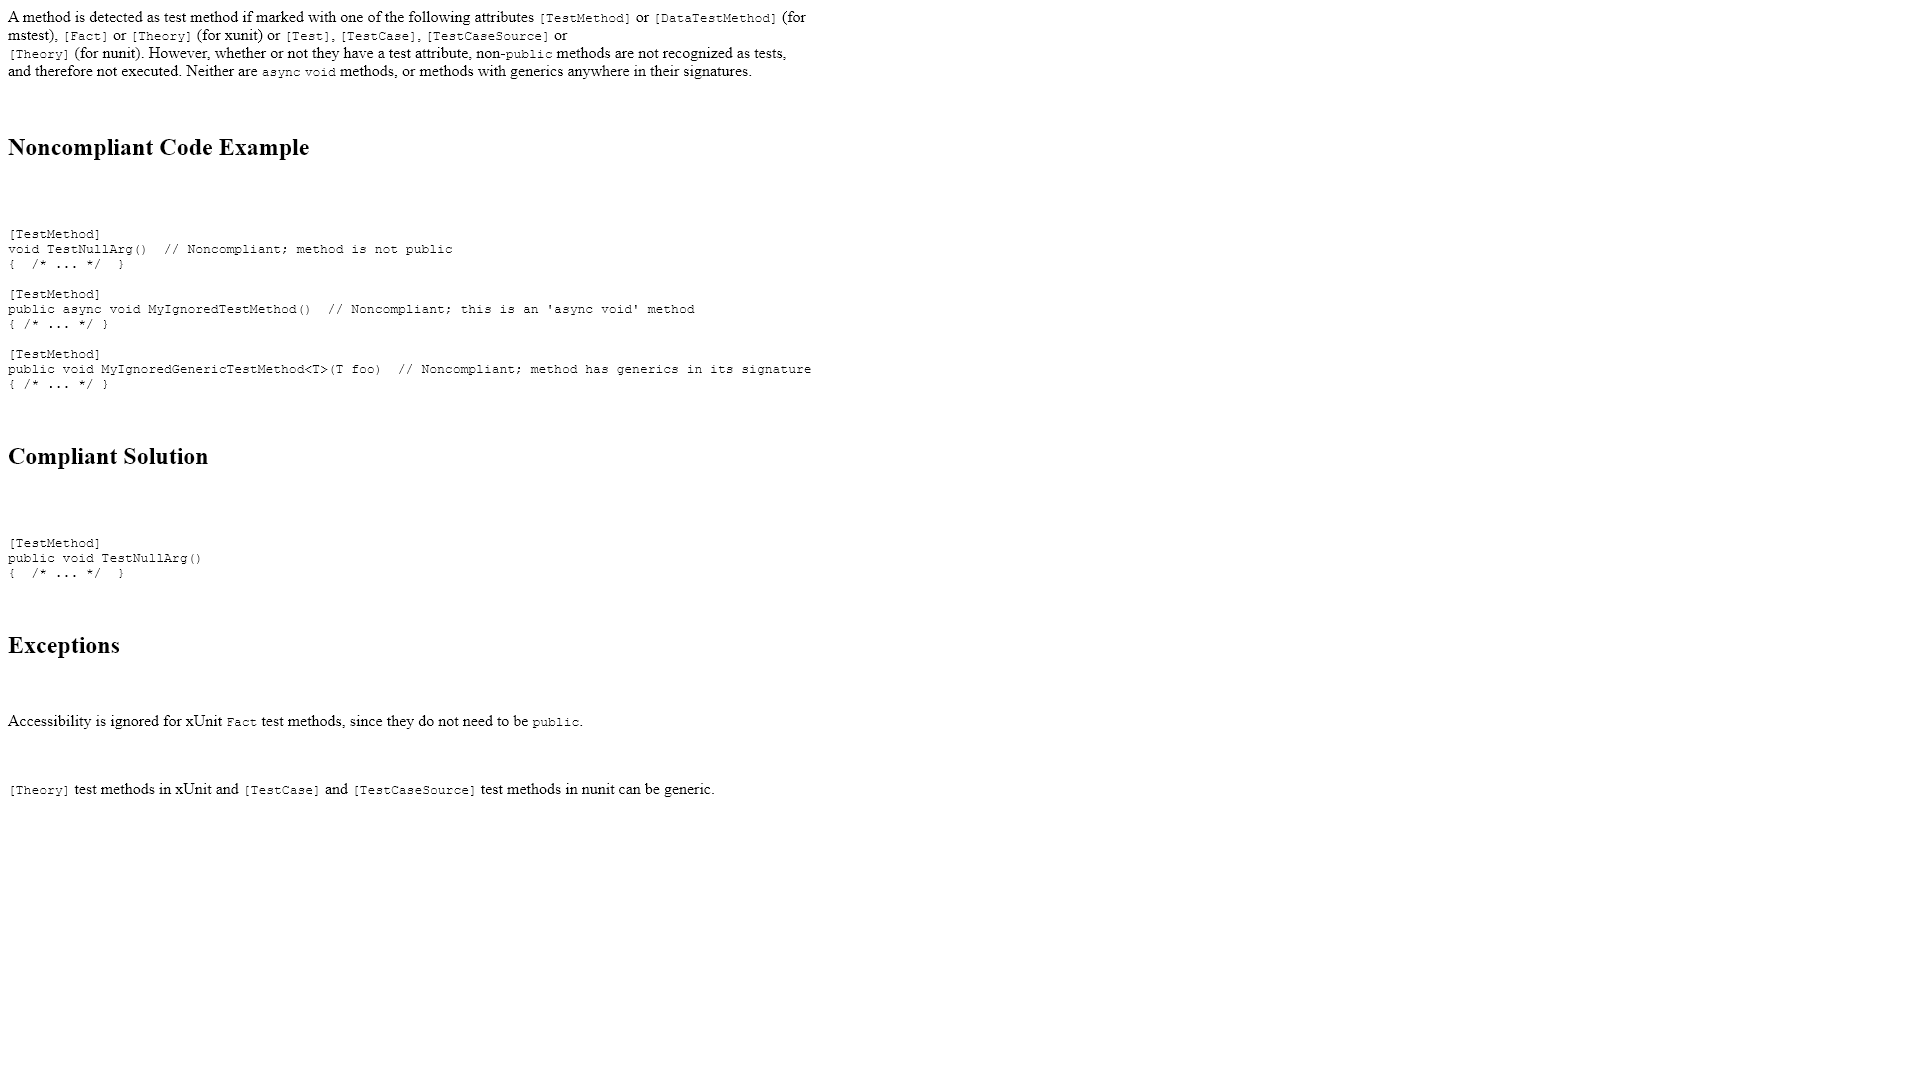 A method is detected as test method if marked with one of the following attributes [TestMethod] or [DataTestMethod] (for
mstest), [Fact] or [Theory] (for xunit) or [Test], [TestCase], [TestCaseSource] or
[Theory] (for nunit). However, whether or not they have a test attribute, non-public methods are not recognized as tests,
and therefore not executed. Neither are async void methods, or methods with generics anywhere in their signatures.
Noncompliant Code Example
[TestMethod]
void TestNullArg()  // Noncompliant; method is not public
{  /* ... */  }
[TestMethod]
public async void MyIgnoredTestMethod()  // Noncompliant; this is an 'async void' method
{ /* ... */ }
[TestMethod]
public void MyIgnoredGenericTestMethod<T>(T foo)  // Noncompliant; method has generics in its signature
{ /* ... */ }
Compliant Solution
[TestMethod]
public void TestNullArg()
{  /* ... */  }
Exceptions
Accessibility is ignored for xUnit Fact test methods, since they do not need to be public.
[Theory] test methods in xUnit and [TestCase] and [TestCaseSource] test methods in nunit can be generic.